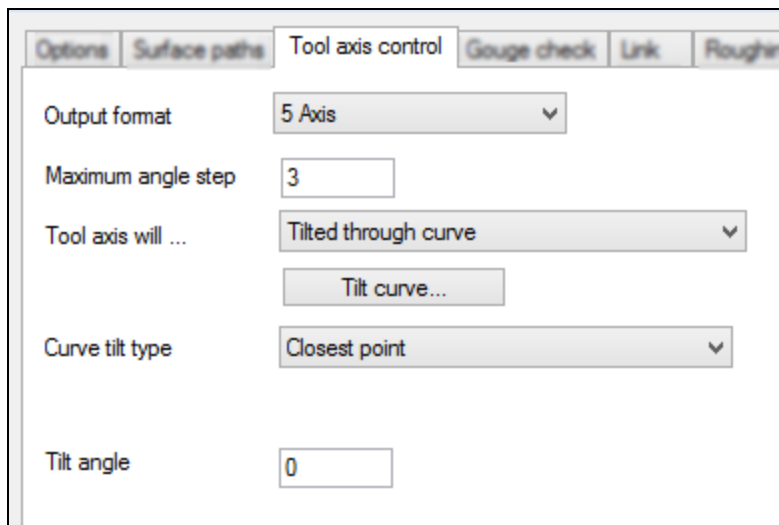 Options Surface paths Tool axis control Gouge check Link
Output format 5 Axis
Maximum angle step 3
Tool axis will ... Tilted through curve
Tilt curve...
Curve tilt type Closest point
Tilt angle 0